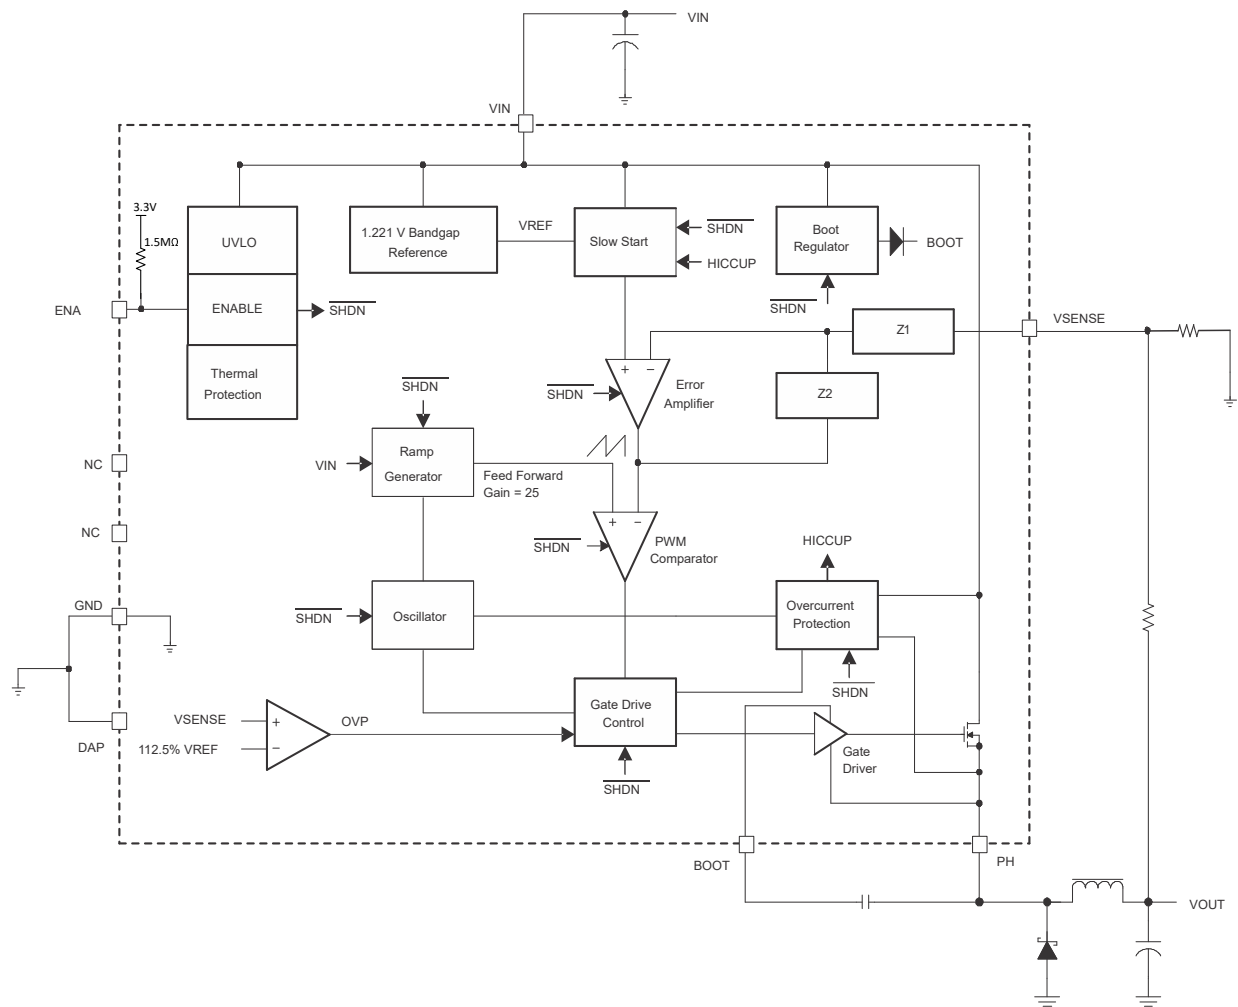 VIN
VIN
3.3V
1.5MΩ
UVLO
1.221 V Bandgap
Reference
VREF
Slow Start
SHDN
HICCUP
Boot
Regulator
BOOT
SHDN
ENA
ENABLE
SHDN
Thermal
Protection
Z1
VSENSE
Z2
+ −
SHDN
Error
Amplifier
SHDN
VIN
Ramp
Generator
Feed Forward
Gain = 25
NC
NC
+ −
SHDN
PWM
Comparator
HICCUP
GND
SHDN
Oscillator
Overcurrent
Protection
SHDN
Gate Drive
Control
SHDN
VSENSE
+
112.5% VREF
−
OVP
DAP
Gate
Driver
BOOT
PH
VOUT